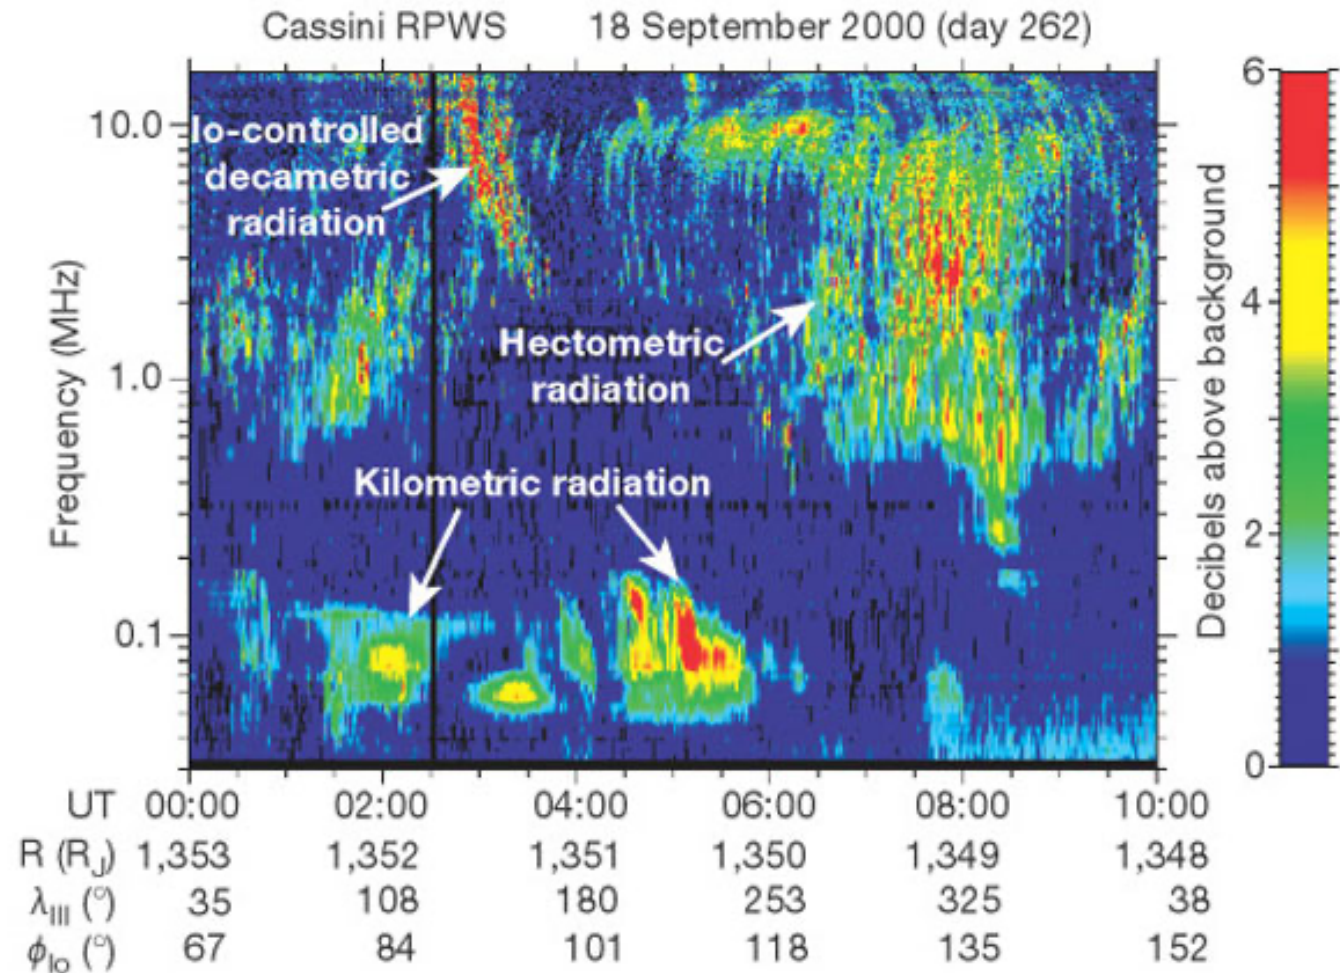 Cassini RPWS 18 September 2000 (day 262)
Frequency (MHz)
10.0
1.0
0.1
Io-controlled
decametric
radiation
Hectometric
radiation
Kilometric radiation
Decibels above background
6
4
2
0
UT 00:00 02:00 04:00 06:00 08:00 10:00
R (R_J) 1,353 1,352 1,351 1,350 1,349 1,348
λ_III (°) 35 108 180 253 325 38
ϕ_Io (°) 67 84 101 118 135 152